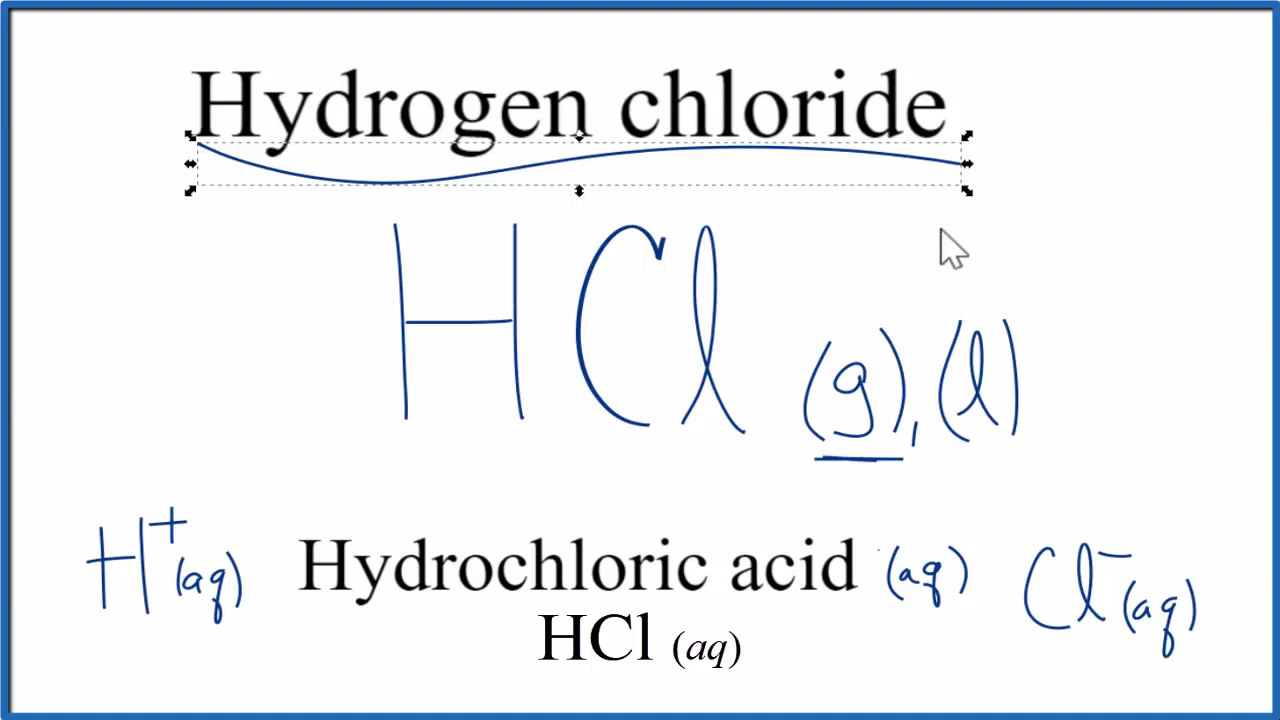 Hydrogen chloride
HCl (g), (l)
H⁺(aq) Hydrochloric acid (aq) Cl⁻(aq)
HCl (aq)